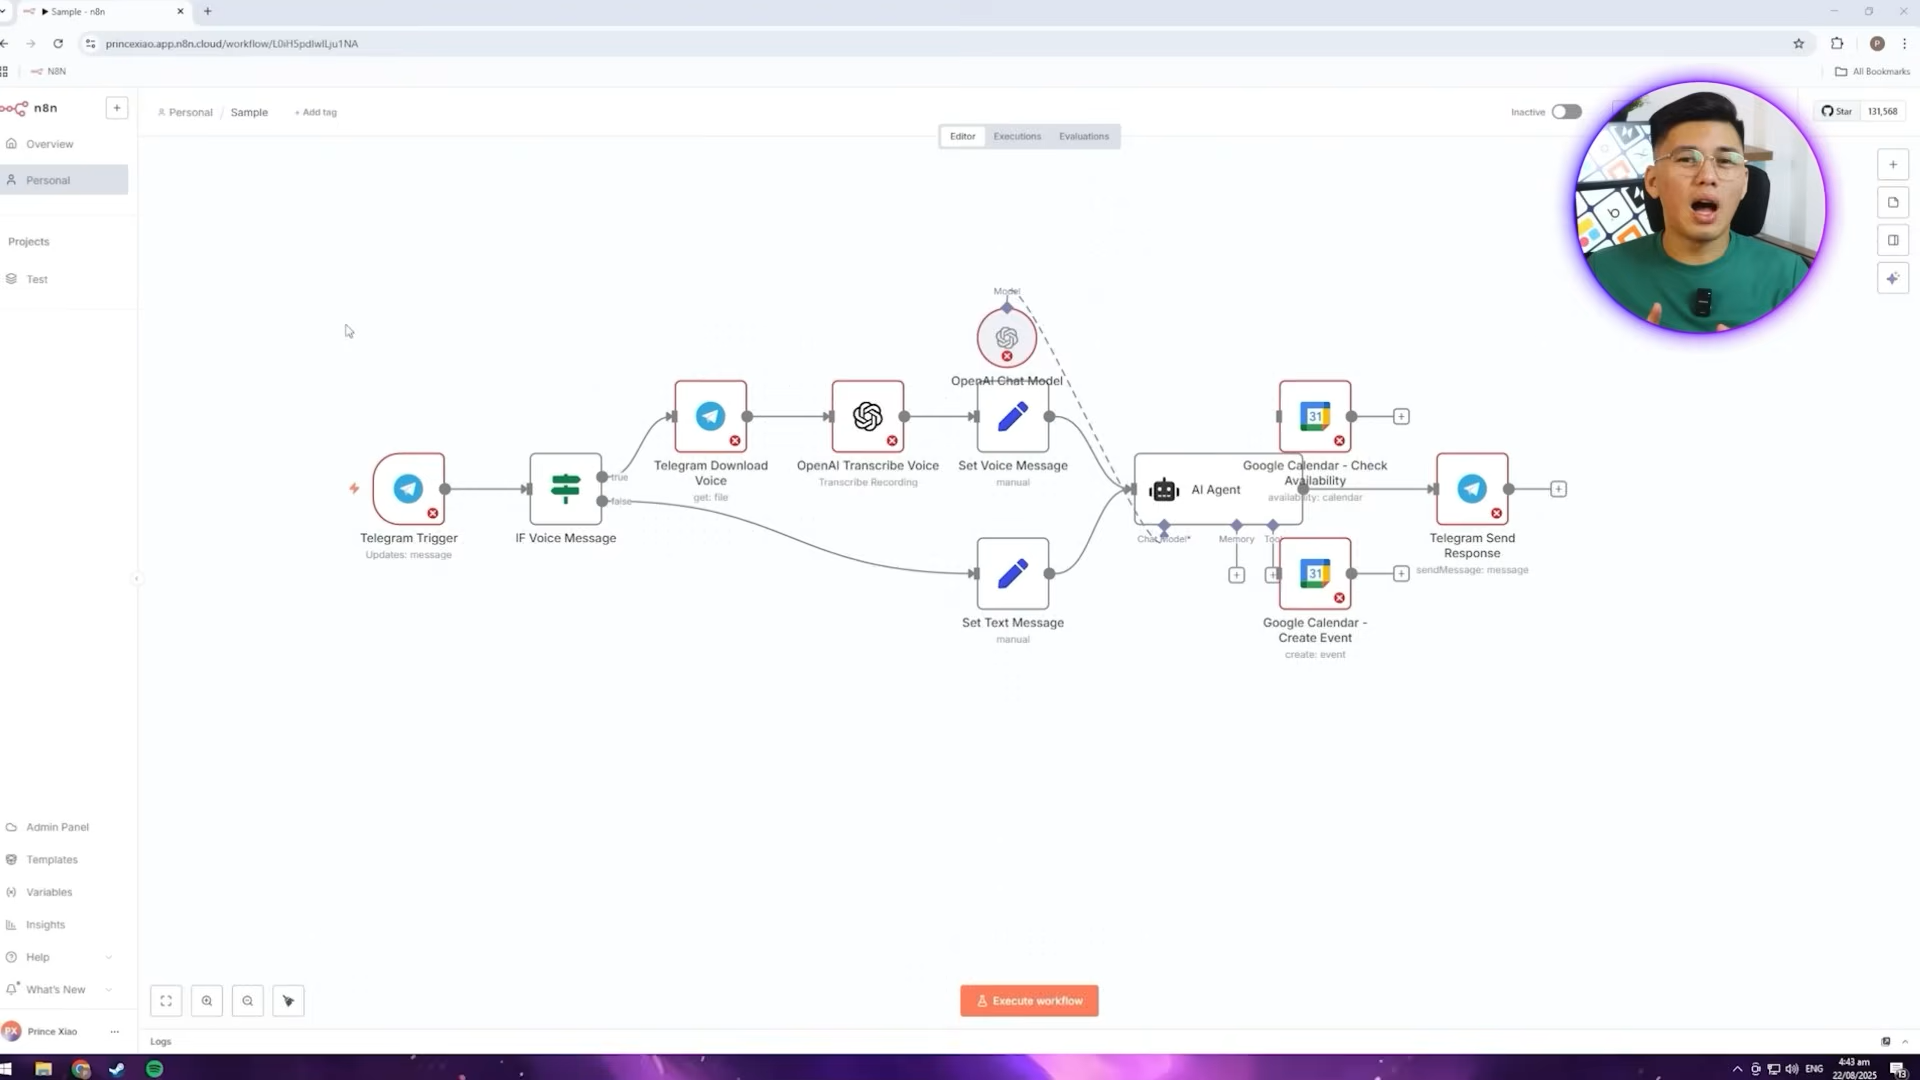 Sample - n8n
princexiao.app.n8n.cloud/workflow/L0iH5pdlwlLju1NA
N8N
All Bookmarks
n8n
Personal / Sample
+ Add tag
Inactive
Star 131,568
Editor
Executions
Evaluations
Overview
Personal
Projects
Test
Model
OpenAI Chat Model
Telegram Download
Voice
get: file
OpenAI Transcribe Voice
Transcribe Recording
Set Voice Message
manual
Google Calendar - Check
Availability
availability: calendar
true
false
Telegram Trigger
Updates: message
IF Voice Message
AI Agent
Chat Model*
Memory
Tool
Telegram Send
Response
sendMessage: message
Set Text Message
manual
Google Calendar -
Create Event
create: event
31
31
Admin Panel
Templates
Variables
Insights
Help
What's New
PX
Prince Xiao
Execute workflow
Logs
ENG
4:43 am
22/08/2025